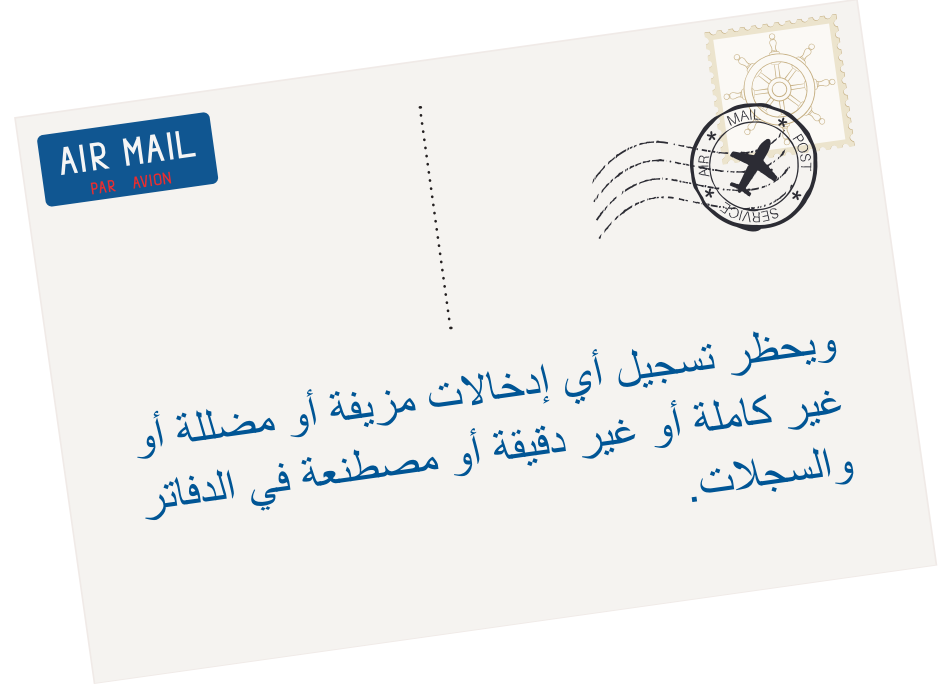 AIR MAIL
PAR AVION
AIR MAIL POST
SERVICE
ويحظر تسجيل أي إدخالات مزيفة أو مضللة أو
غير كاملة أو غير دقيقة أو مصطنعة في الدفاتر
والسجلات.